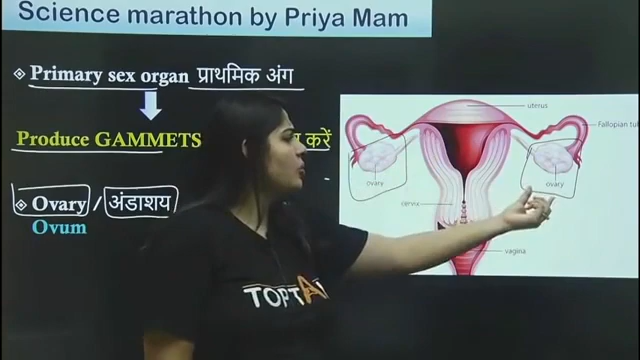 Science marathon by Priya Mam
Primary sex organ प्राथमिक अंग
Produce GAMMETS करें
Ovary / अंडाशय
Ovum
uterus
Fallopian tu
ovary
ovary
cervix
vagina
TOPT